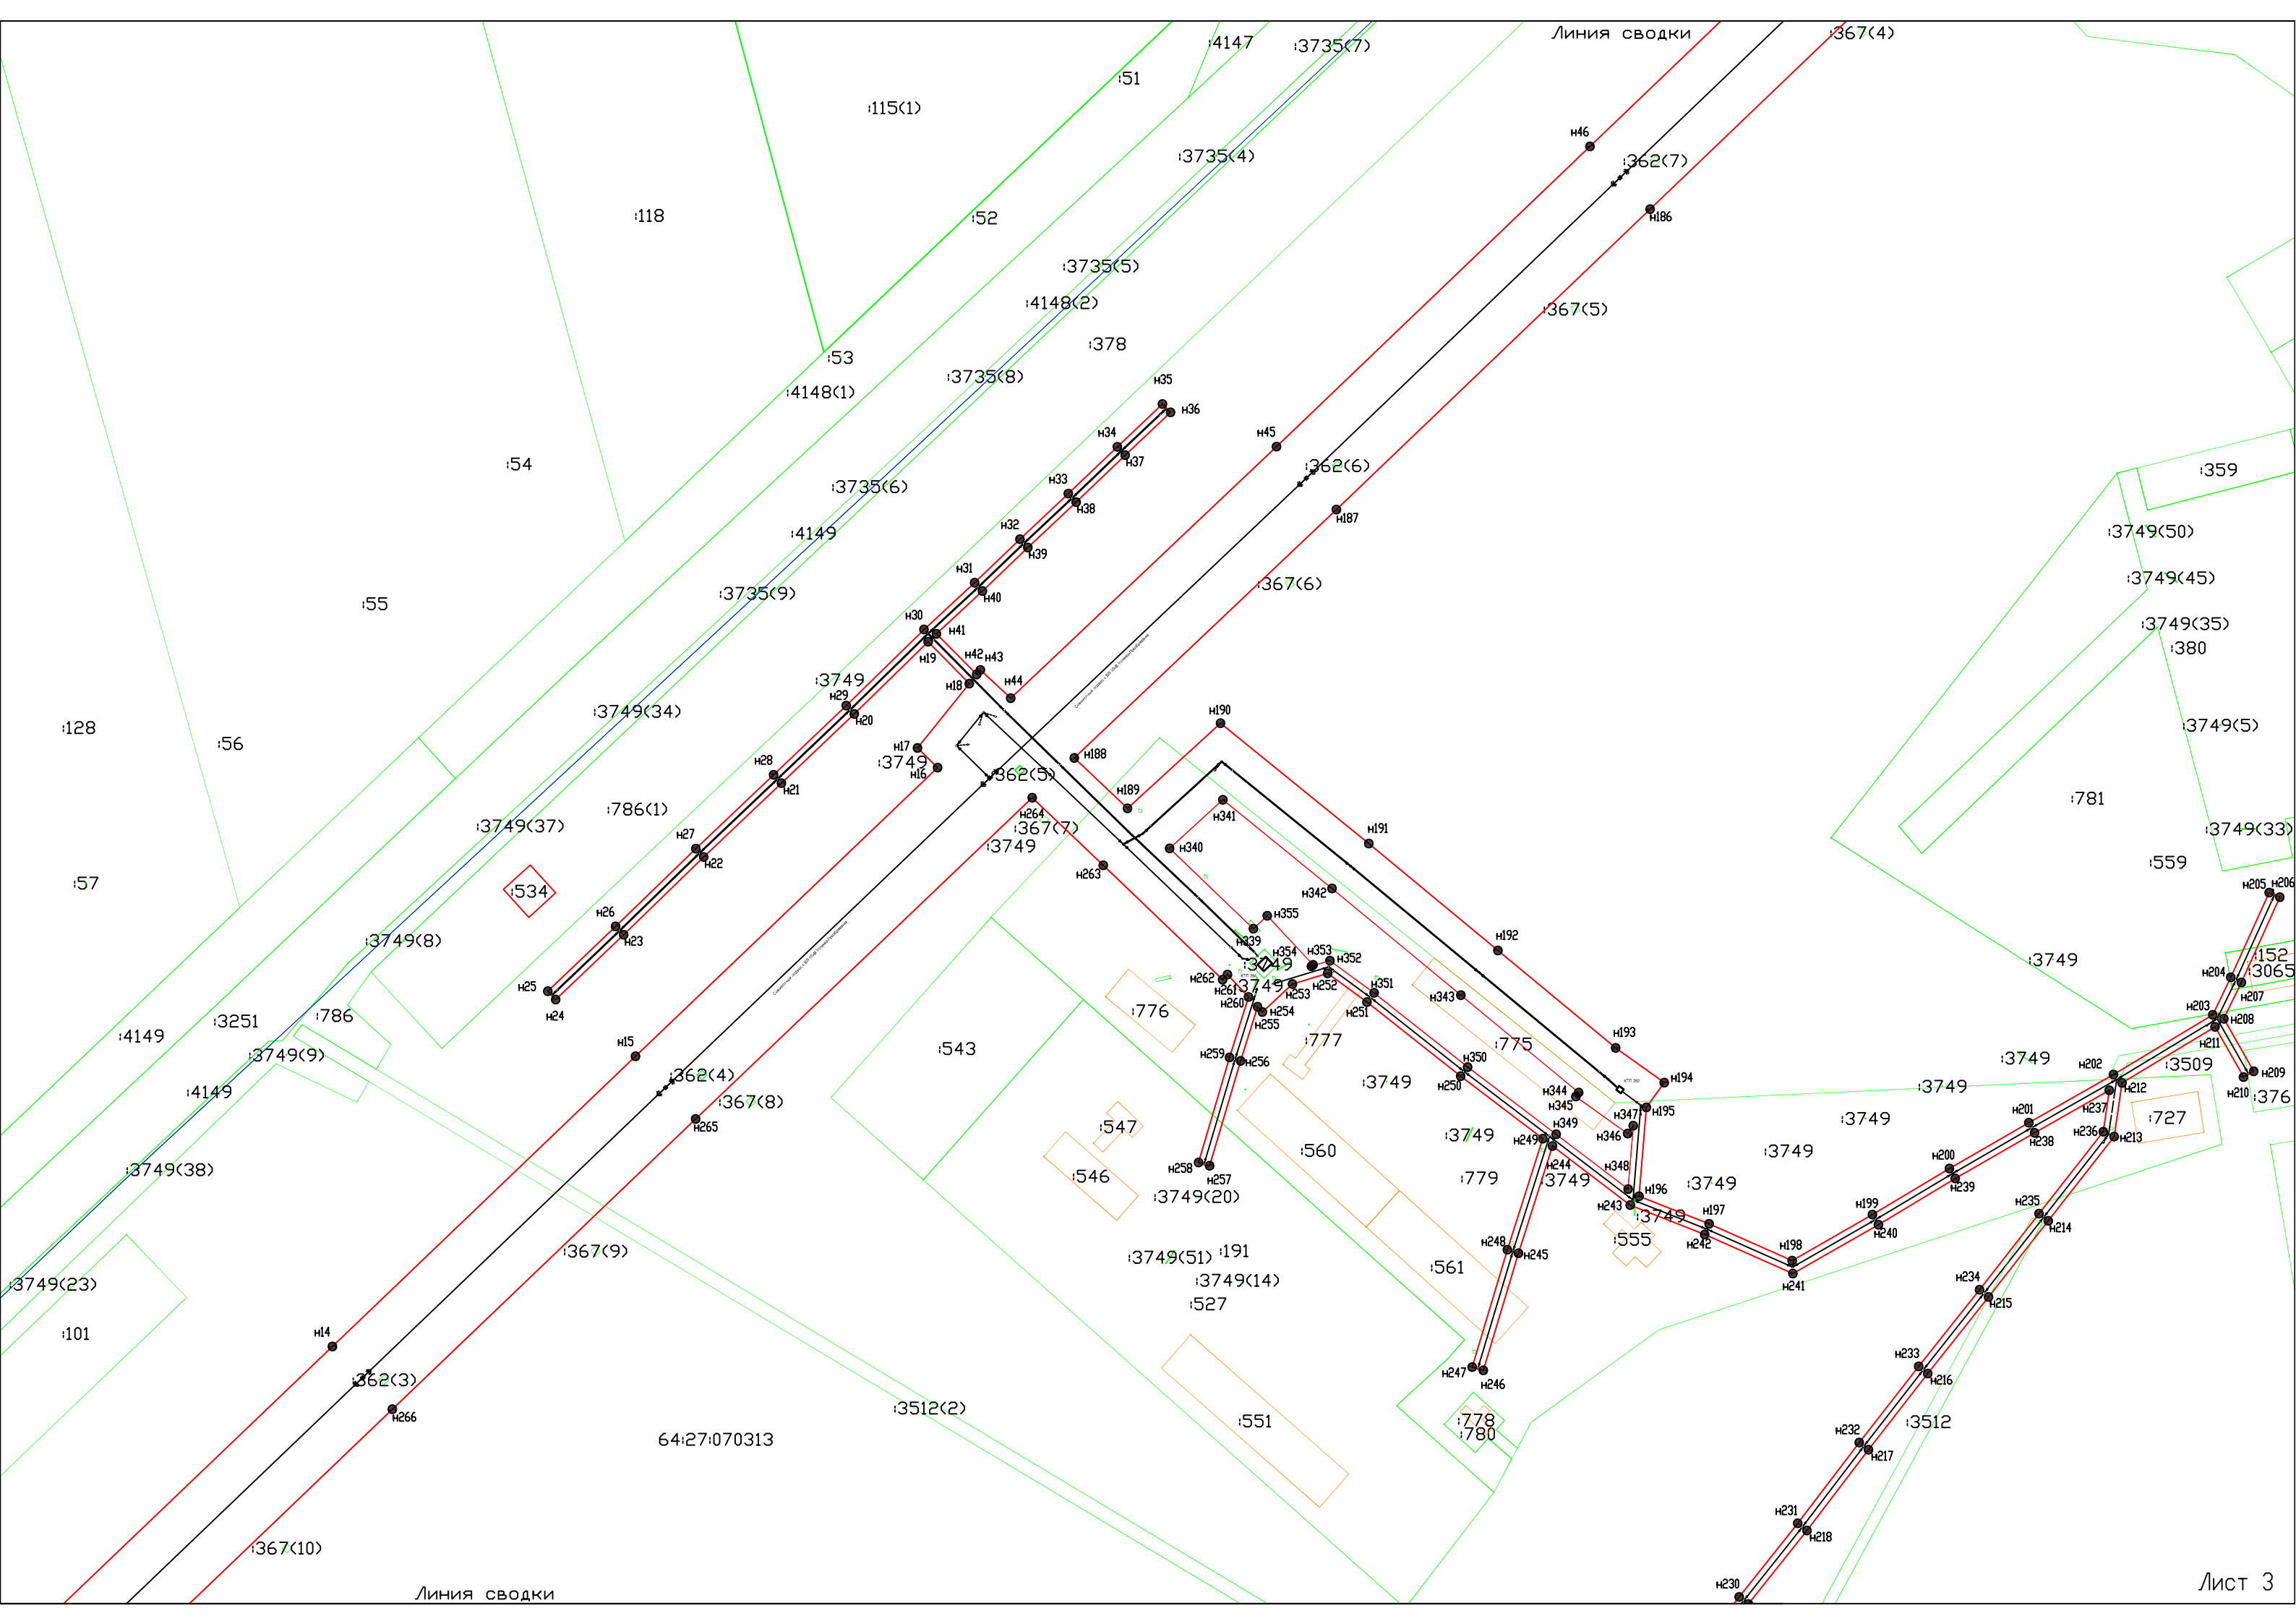 Линия сводки
:367(4)
:4147
:3735(7)
:51
:115(1)
н46
:3735(4)
:362(7)
:118
:52
н186
:3735(5)
:4148(2)
:367(5)
:378
:53
:3735(8)
:4148(1)
н35
н36
н34
н45
н37
:54
:362(6)
:359
:3735(6)
н33
н38
н187
:4149
н32
н39
:3749(50)
н31
:3749(45)
:367(6)
:3735(9)
н40
:55
н30
н41
:3749(35)
н19
:380
н42
н43
:3749
н18
н44
н29
:3749(34)
н20
н190
:128
:56
:3749(5)
н17
н188
:3749
н16
н28
:362(5)
н21
н189
:781
:786(1)
н264
н341
:3749(37)
:367(7)
н191
:3749(33)
н27
:3749
н340
н22
н263
:559
:57
:534
н342
н205
н206
н26
н355
н23
:3749(8)
н339
н192
н354
н353
н352
:152
:3749
:3749
:3065
н262
н261
:3749
н253
н252
н204
н207
н25
н24
н260
н254
н255
н351
н251
н343
:776
:786
:3251
:4149
:777
н203
н208
н211
н193
:775
:3749(9)
н15
:543
н259
н256
н350
н250
:3749
:3749
:3509
н202
н212
н209
н210
:362(4)
:4149
:367(8)
н265
:3749
н344
н345
н194
н195
:3749
:376
:727
:547
н347
н346
:3749
н201
н238
н237
н236
н213
:3749
н349
н249
н244
:560
:3749
:3749(38)
н258
н257
:546
:779
:3749
н348
н200
н239
:3749(20)
:3749
н196
н243
:3749
н199
н240
н235
н214
н197
н242
:555
:367(9)
:3749(51)
:191
н248
н245
н198
н241
:561
:3749(14)
:3749(23)
:527
н234
н215
:101
н14
н247
н246
н233
н216
:362(3)
:3512(2)
:551
:778
:780
:3512
н266
64:27:070313
н232
н217
н231
н218
:367(10)
н230
Линия сводки
Лист 3